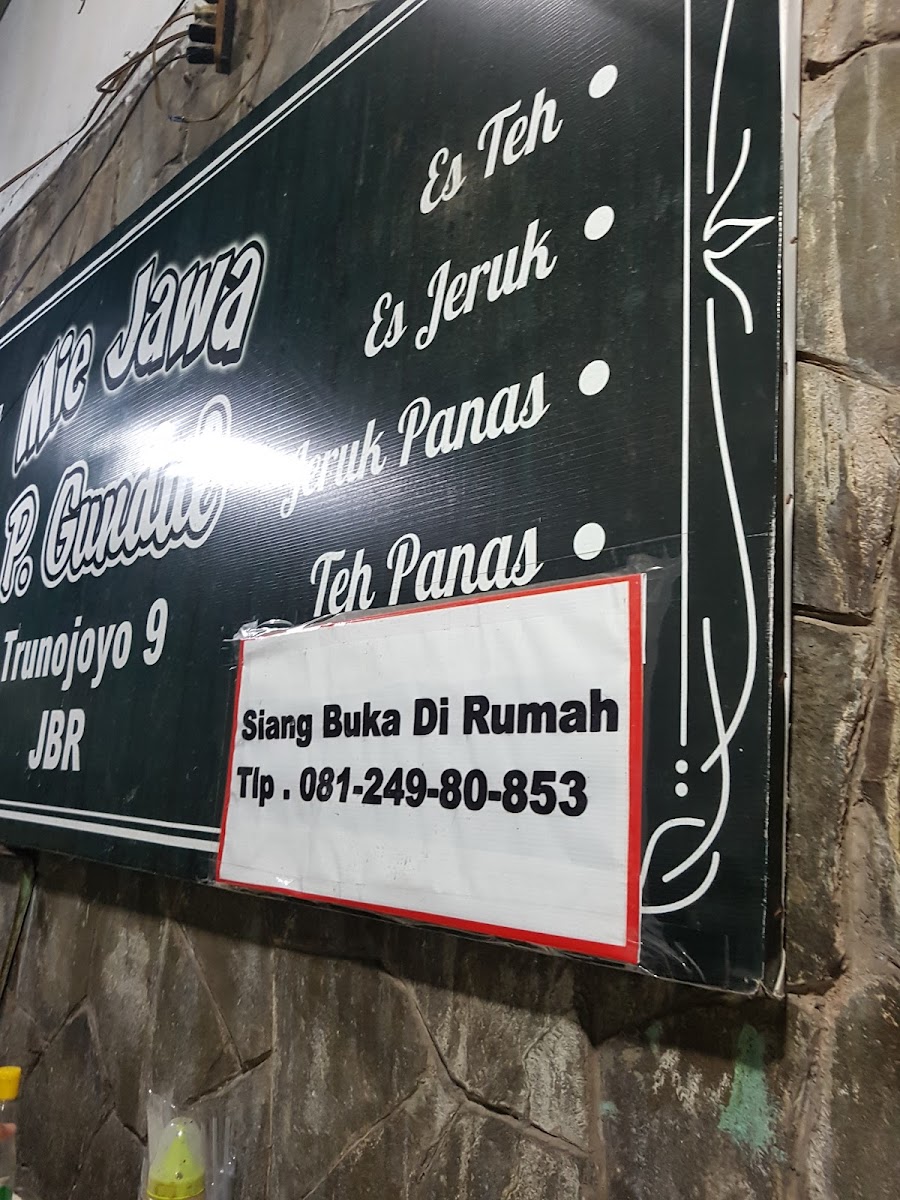 Mie Jawa
P.
Trunojoyo 9
JBR
Es Teh
Es Jeruk
Jeruk Panas
Teh Panas
Siang Buka Di Rumah
Tlp . 081-249-80-853